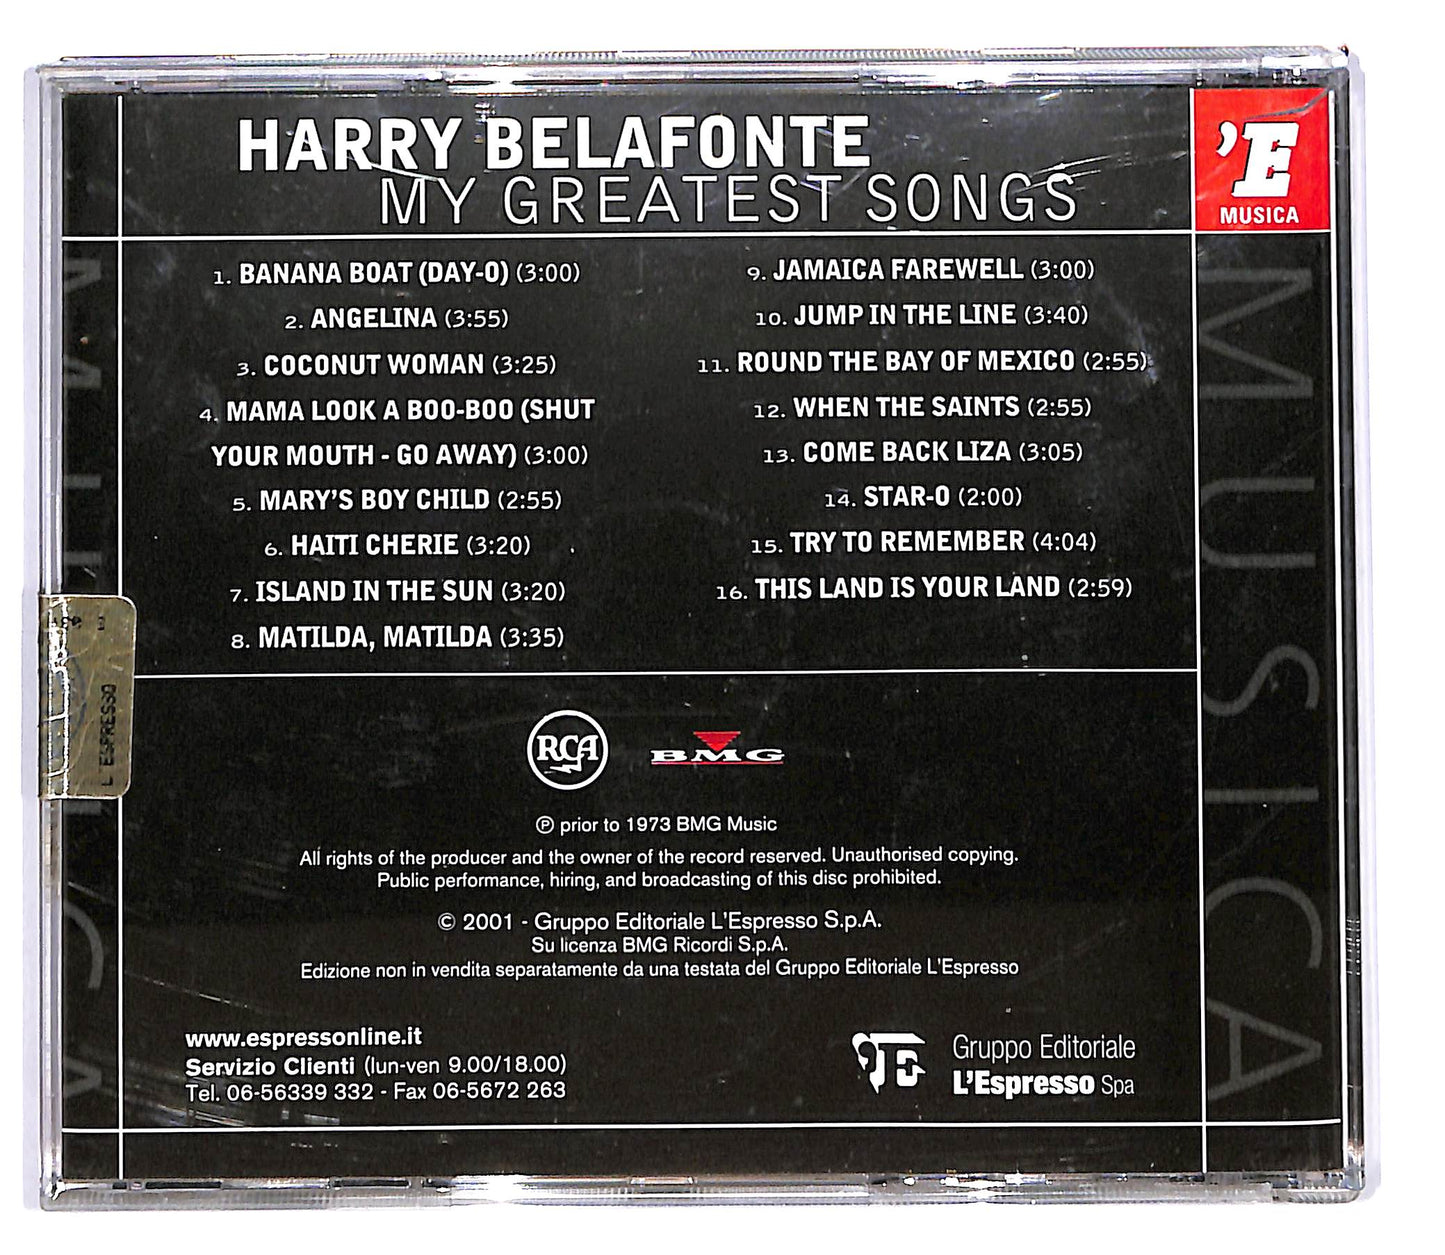 HARRY BELAFONTE
MY GREATEST SONGS
'E
MUSICA
1. BANANA BOAT (DAY-O) (3:00)
2. ANGELINA (3:55)
3. COCONUT WOMAN (3:25)
4. MAMA LOOK A BOO-BOO (SHUT
YOUR MOUTH - GO AWAY) (3:00)
5. MARY'S BOY CHILD (2:55)
6. HAITI CHERIE (3:20)
7. ISLAND IN THE SUN (3:20)
8. MATILDA, MATILDA (3:35)
9. JAMAICA FAREWELL (3:00)
10. JUMP IN THE LINE (3:40)
11. ROUND THE BAY OF MEXICO (2:55)
12. WHEN THE SAINTS (2:55)
13. COME BACK LIZA (3:05)
14. STAR-O (2:00)
15. TRY TO REMEMBER (4:04)
16. THIS LAND IS YOUR LAND (2:59)
MUSICA
L'ESPRESSO
RCA
BMG
℗ prior to 1973 BMG Music
All rights of the producer and the owner of the record reserved. Unauthorised copying.
Public performance, hiring, and broadcasting of this disc prohibited.
© 2001 - Gruppo Editoriale L'Espresso S.p.A.
Su licenza BMG Ricordi S.p.A.
Edizione non in vendita separatamente da una testata del Gruppo Editoriale L'Espresso
www.espressonline.it
Servizio Clienti (lun-ven 9.00/18.00)
Tel. 06-56339 332 - Fax 06-5672 263
Gruppo Editoriale
L'Espresso Spa